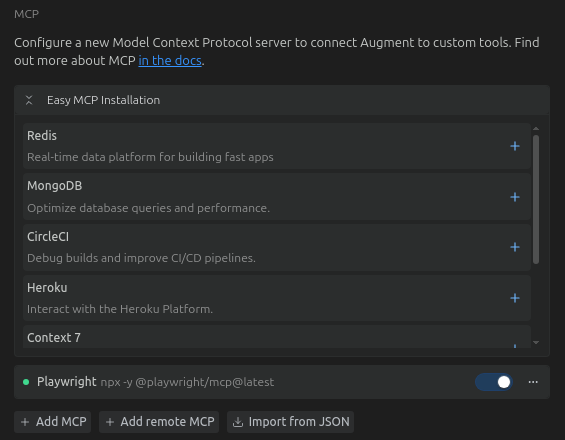 MCP
Configure a new Model Context Protocol server to connect Augment to custom tools. Find
out more about MCP in the docs.
Easy MCP Installation
Redis
Real-time data platform for building fast apps
MongoDB
Optimize database queries and performance.
CircleCI
Debug builds and improve CI/CD pipelines.
Heroku
Interact with the Heroku Platform.
Context 7
Playwright npx -y @playwright/mcp@latest
Add MCP
Add remote MCP
Import from JSON